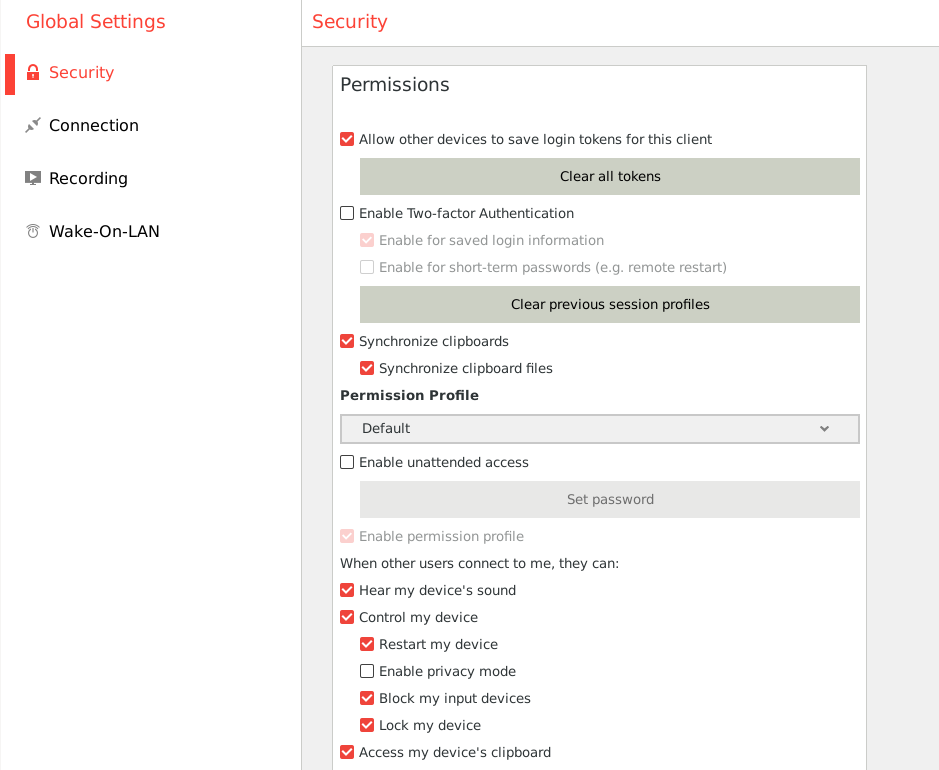 Global Settings
Security
Connection
Recording
Wake-On-LAN
Security
Permissions
Allow other devices to save login tokens for this client
Clear all tokens
Enable Two-factor Authentication
Enable for saved login information
Enable for short-term passwords (e.g. remote restart)
Clear previous session profiles
Synchronize clipboards
Synchronize clipboard files
Permission Profile
Default
Enable unattended access
Set password
Enable permission profile
When other users connect to me, they can:
Hear my device's sound
Control my device
Restart my device
Enable privacy mode
Block my input devices
Lock my device
Access my device's clipboard